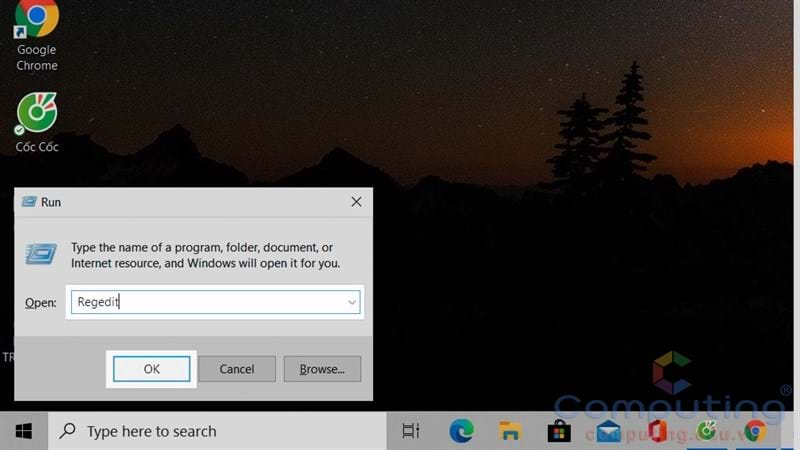 Google
Chrome
Cốc Cốc
Run
Type the name of a program, folder, document, or
Internet resource, and Windows will open it for you.
Open:
Regedit
TR
OK
Cancel
Browse...
Computing®
computing.edu.vn
Type here to search